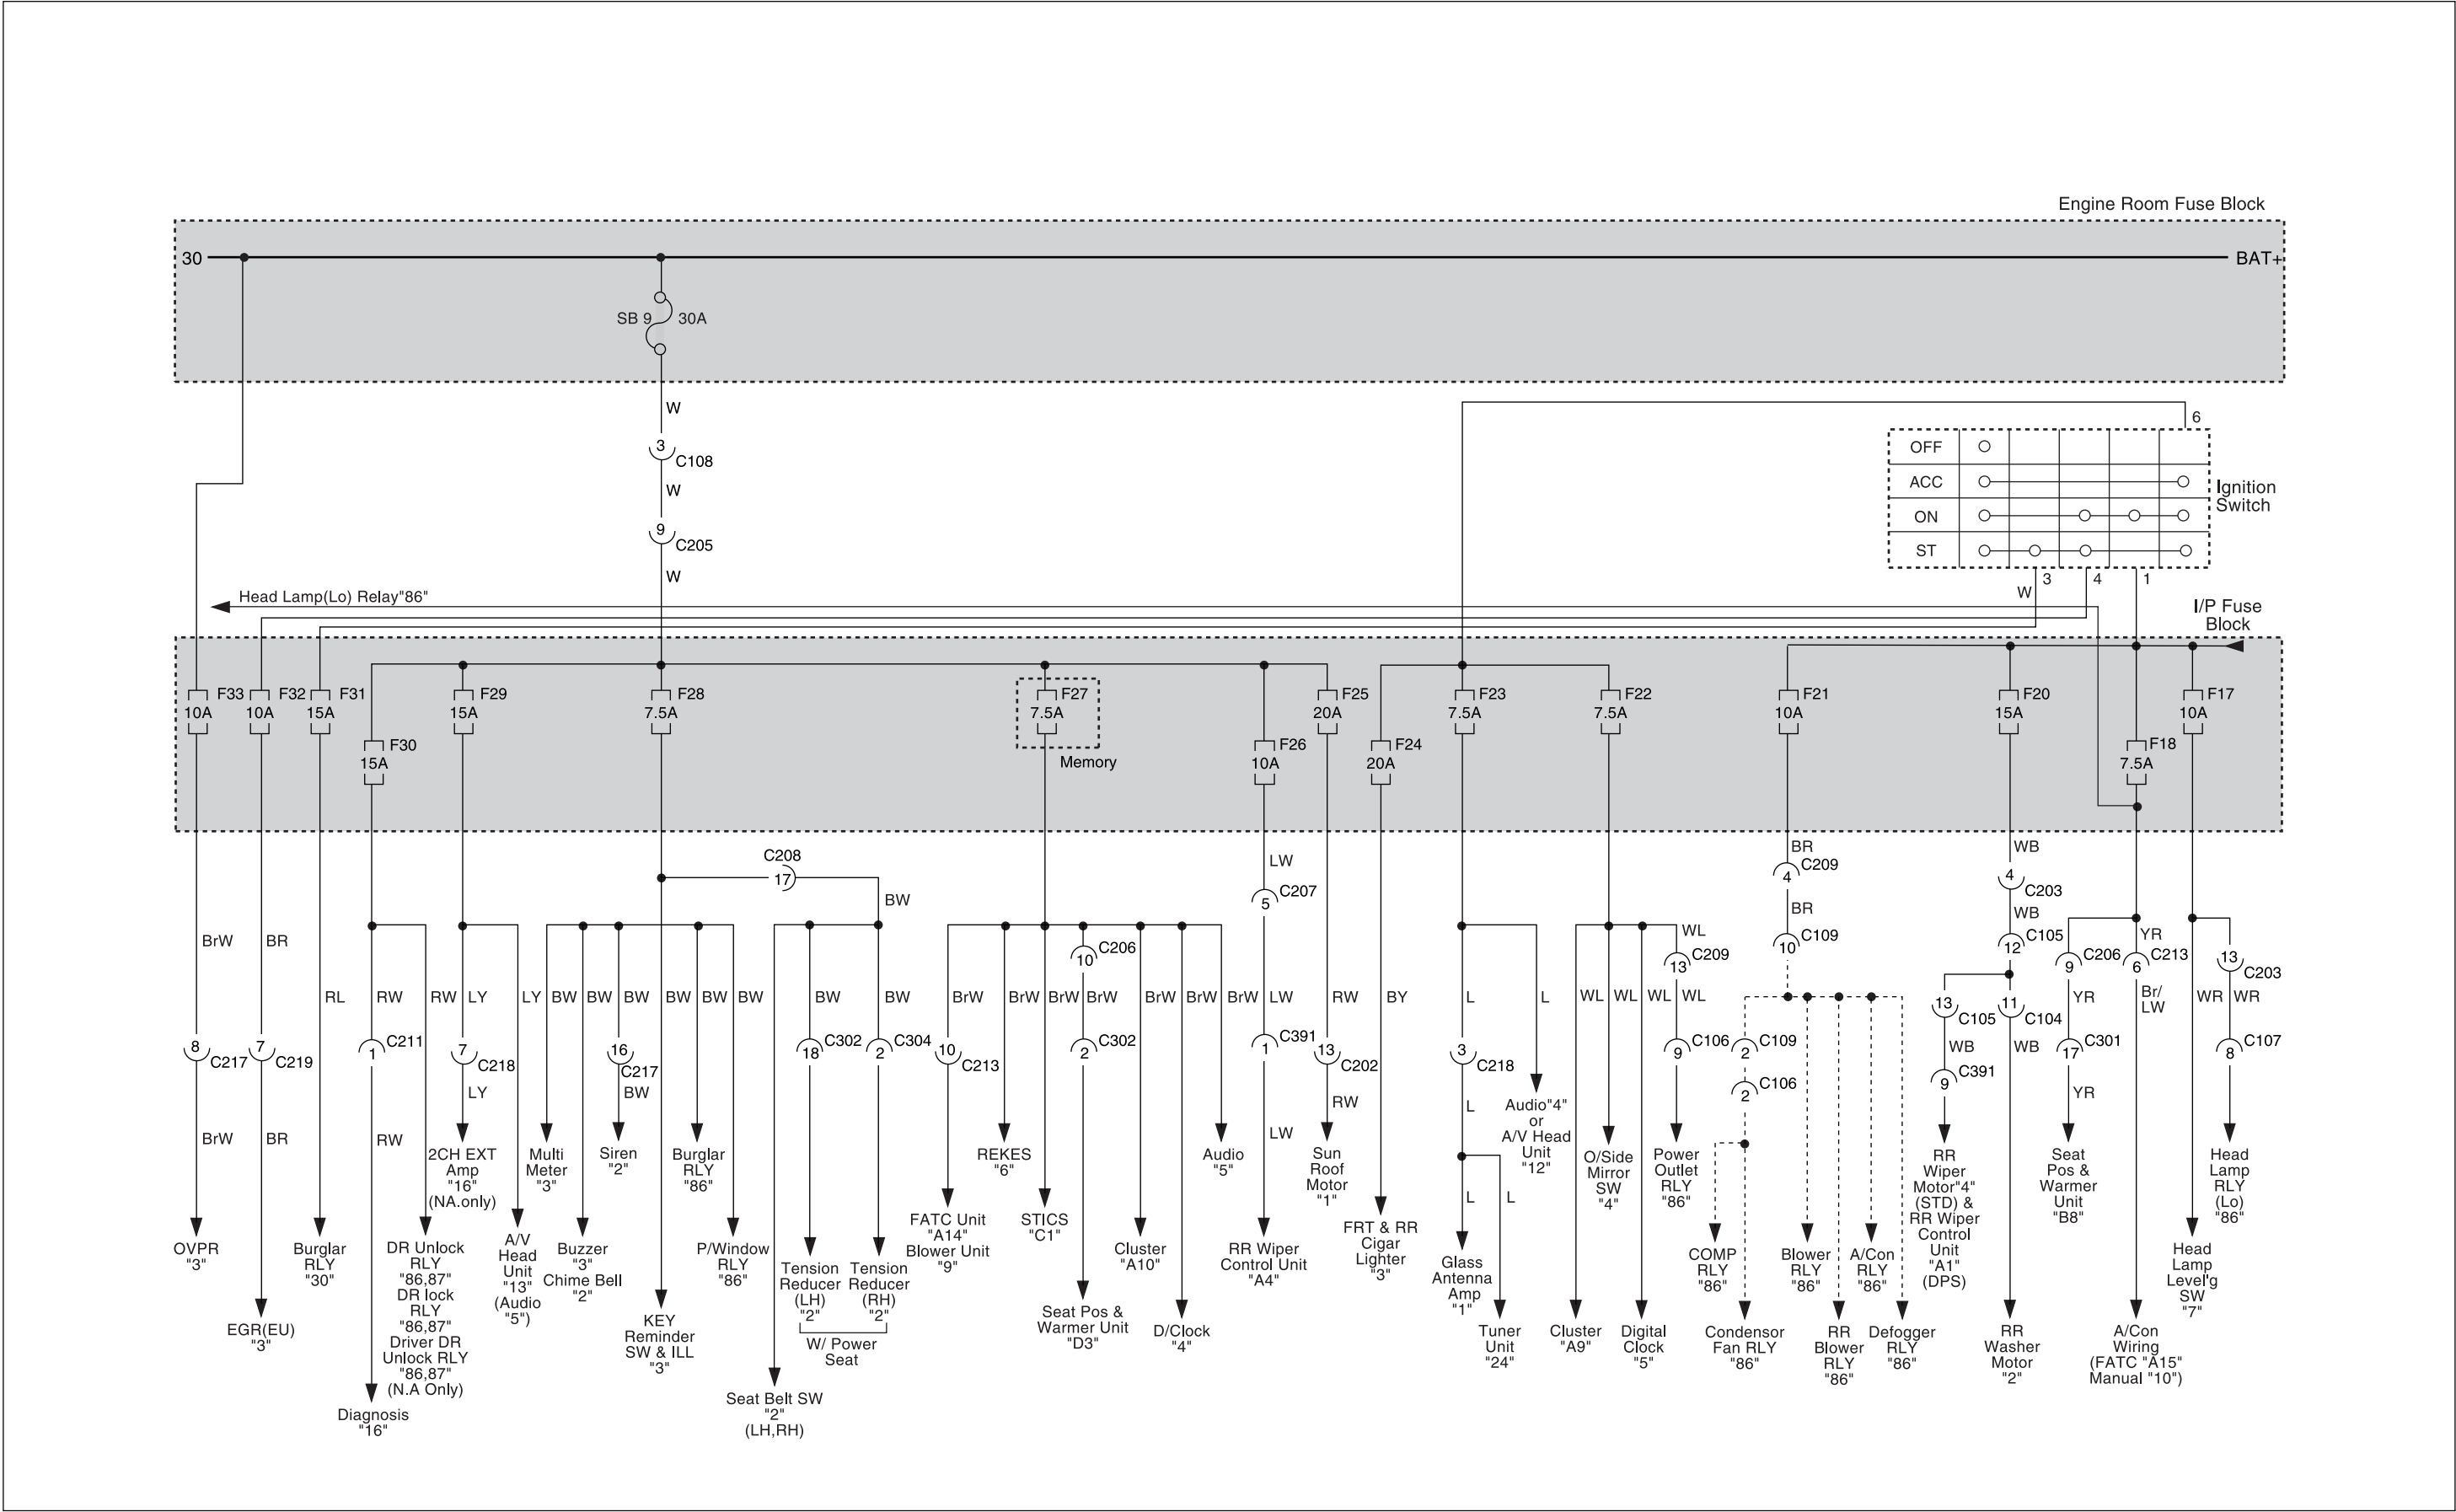 Engine Room Fuse Block
30
BAT+
SB 9
30A
W
3
C108
W
9
C205
W
6
OFF
ACC
ON
ST
Ignition
Switch
3
4
1
W
Head Lamp(Lo) Relay"86"
I/P Fuse
Block
F33
10A
F32
10A
F31
15A
F30
15A
F29
15A
F28
7.5A
F27
7.5A
Memory
F26
10A
F25
20A
F24
20A
F23
7.5A
F22
7.5A
F21
10A
F20
15A
F18
7.5A
F17
10A
BrW
8
C217
BrW
OVPR
"3"
BR
7
C219
BR
EGR(EU)
"3"
RL
Burglar
RLY
"30"
RW
1
C211
RW
Diagnosis
"16"
RW
DR Unlock
RLY
"86,87"
DR lock
RLY
"86,87"
Driver DR
Unlock RLY
"86,87"
(N.A Only)
LY
7
C218
LY
2CH EXT
Amp
"16"
(NA.only)
LY
A/V
Head
Unit
"13"
(Audio
"5")
BW
Multi
Meter
"3"
BW
Buzzer
"3"
Chime Bell
"2"
BW
16
C217
BW
Siren
"2"
BW
KEY
Reminder
SW & ILL
"3"
BW
Burglar
RLY
"86"
BW
P/Window
RLY
"86"
C208
17
BW
Seat Belt SW
"2"
(LH,RH)
BW
18
C302
Tension
Reducer
(LH)
"2"
BW
2
C304
Tension
Reducer
(RH)
"2"
W/ Power
Seat
BrW
10
C213
FATC Unit
"A14"
Blower Unit
"9"
BrW
REKES
"6"
BrW
STICS
"C1"
C206
10
BrW
2
C302
Seat Pos &
Warmer Unit
"D3"
BrW
Cluster
"A10"
BrW
D/Clock
"4"
BrW
Audio
"5"
LW
C207
5
LW
C391
1
LW
RR Wiper
Control Unit
"A4"
RW
13
C202
RW
Sun
Roof
Motor
"1"
BY
FRT & RR
Cigar
Lighter
"3"
L
3
C218
L
L
Glass
Antenna
Amp
"1"
L
Tuner
Unit
"24"
L
Audio"4"
or
A/V Head
Unit
"12"
WL
Cluster
"A9"
WL
O/Side
Mirror
SW
"4"
WL
Digital
Clock
"5"
WL
C209
13
WL
C106
9
Power
Outlet
RLY
"86"
BR
C209
4
BR
C109
10
C109
2
C106
2
COMP
RLY
"86"
Condensor
Fan RLY
"86"
Blower
RLY
"86"
RR
Blower
RLY
"86"
A/Con
RLY
"86"
Defogger
RLY
"86"
WB
4
C203
WB
C105
12
13
C105
WB
C391
9
RR
Wiper
Motor"4"
(STD) &
RR Wiper
Control
Unit
"A1"
(DPS)
11
C104
WB
RR
Washer
Motor
"2"
C206
9
YR
C301
17
YR
Seat
Pos &
Warmer
Unit
"B8"
YR
C213
6
Br/
LW
A/Con
Wiring
(FATC "A15"
Manual "10")
WR
Head
Lamp
Level'g
SW
"7"
13
C203
WR
C107
8
Head
Lamp
RLY
(Lo)
"86"